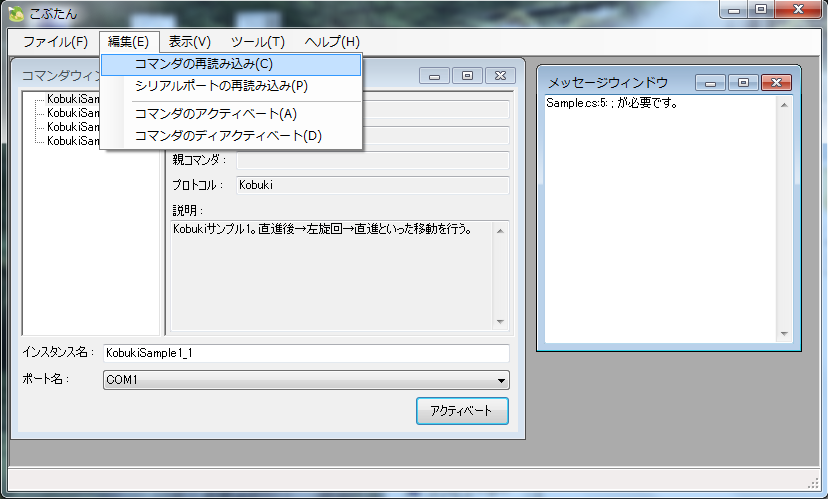 こぶたん
ファイル(F) 編集(E) 表示(V) ツール(T) ヘルプ(H)
コマンダの再読み込み(C)
シリアルポートの再読み込み(P)
コマンダのアクティベート(A)
コマンダのディアクティベート(D)
コマンダウィン
KobukiSam
KobukiSam
KobukiSam
KobukiSam
親コマンダ：
プロトコル： Kobuki
説明：
Kobukiサンプル1。直進後→左旋回→直進といった移動を行う。
インスタンス名： KobukiSample1_1
ポート名： COM1
アクティベート
メッセージウィンドウ
Sample.cs:5: ; が必要です。